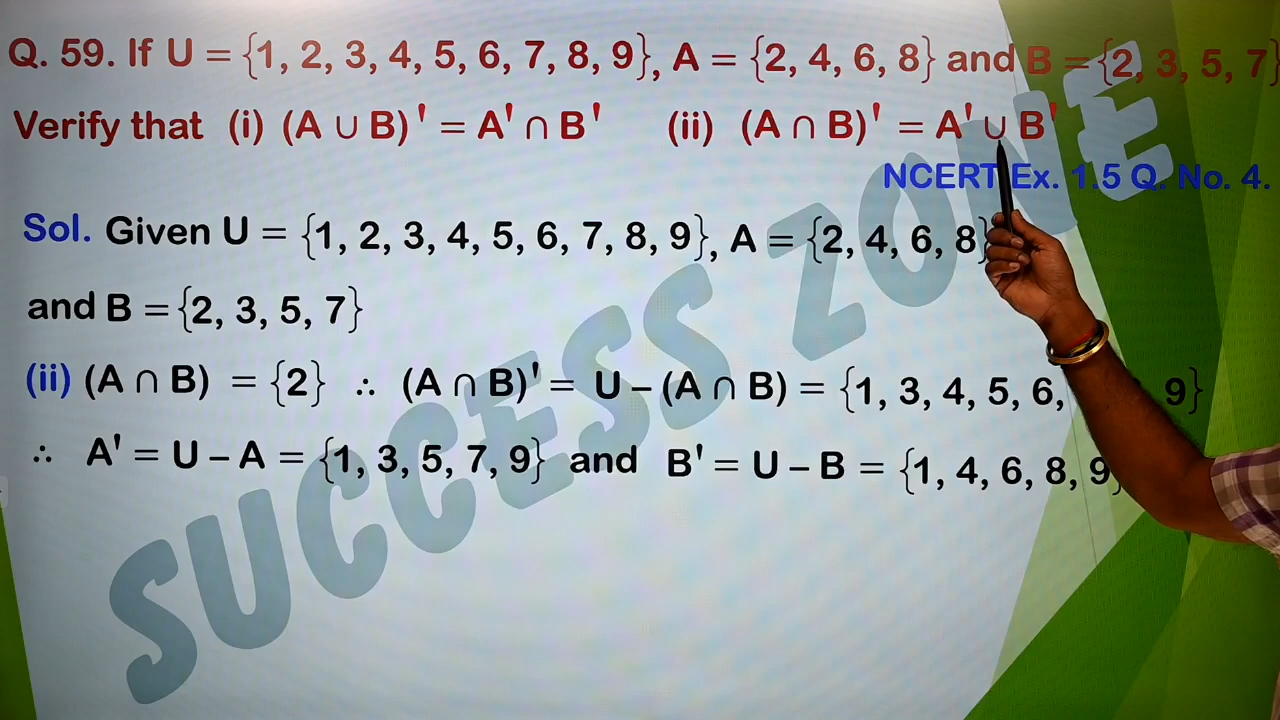 Q. 59. If U = {1, 2, 3, 4, 5, 6, 7, 8, 9}, A = {2, 4, 6, 8} and B = {2, 3, 5, 7}
Verify that (i) (A ∪ B)' = A' ∩ B' (ii) (A ∩ B)' = A' ∪ B'
NCERT Ex. 1.5 Q. No. 4.
Sol. Given U = {1, 2, 3, 4, 5, 6, 7, 8, 9}, A = {2, 4, 6, 8}
and B = {2, 3, 5, 7}
(ii) (A ∩ B) = {2} ∴ (A ∩ B)' = U – (A ∩ B) = {1, 3, 4, 5, 6, 9}
∴ A' = U – A = {1, 3, 5, 7, 9} and B' = U – B = {1, 4, 6, 8, 9}
SUCCESS ZONE